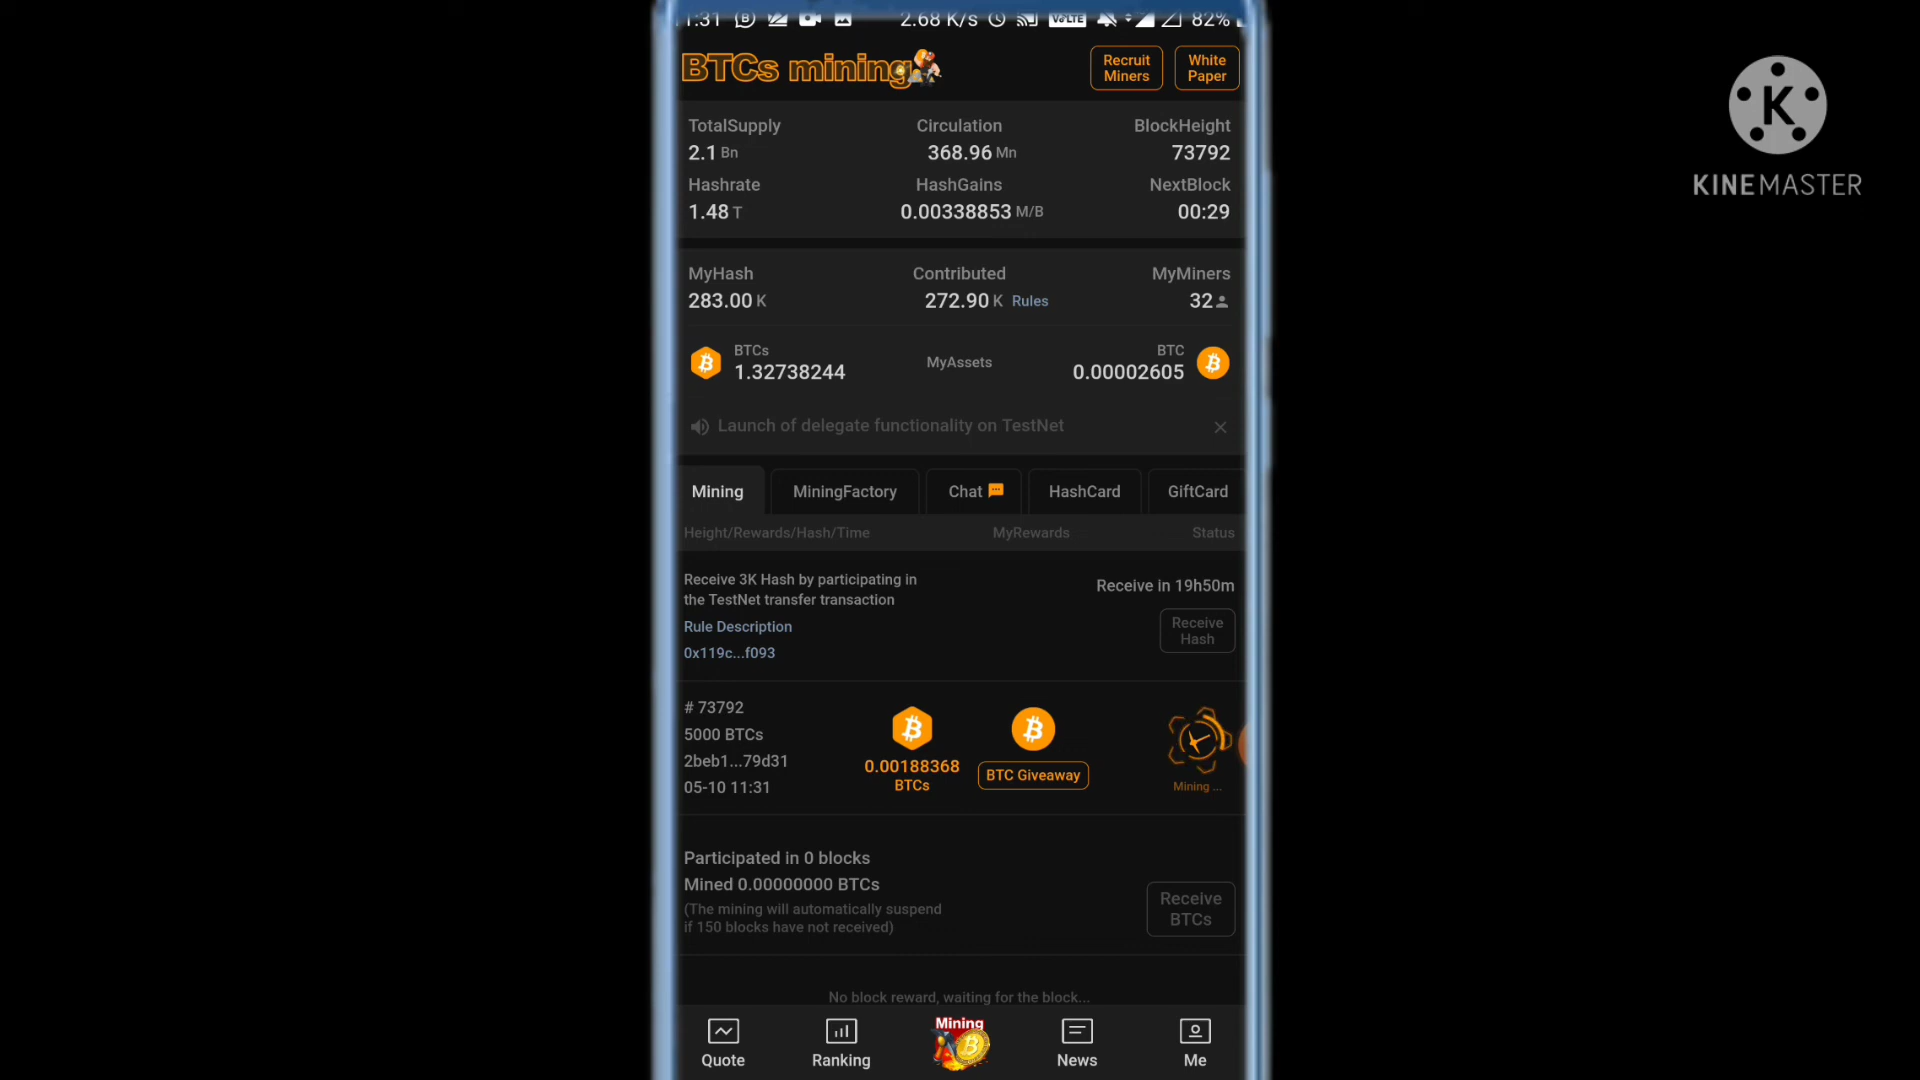 1:31 2.68 K/s VoLTE 82%
BTCs mining
Recruit Miners
White Paper
TotalSupply Circulation BlockHeight
2.1 Bn 368.96 Mn 73792
Hashrate HashGains NextBlock
1.48 T 0.00338853 M/B 00:29
MyHash Contributed MyMiners
283.00 K 272.90 K Rules 32
BTCs MyAssets BTC
1.32738244 0.00002605
Launch of delegate functionality on TestNet
Mining MiningFactory Chat HashCard GiftCard
Height/Rewards/Hash/Time MyRewards Status
Receive 3K Hash by participating in
the TestNet transfer transaction
Receive in 19h50m
Rule Description
0x119c...f093
Receive
Hash
# 73792
5000 BTCs
2beb1...79d31
05-10 11:31
0.00188368
BTCs
BTC Giveaway
Mining ...
Participated in 0 blocks
Mined 0.00000000 BTCs
(The mining will automatically suspend
if 150 blocks have not received)
Receive
BTCs
No block reward, waiting for the block...
Mining
Quote Ranking News Me
K
KINEMASTER